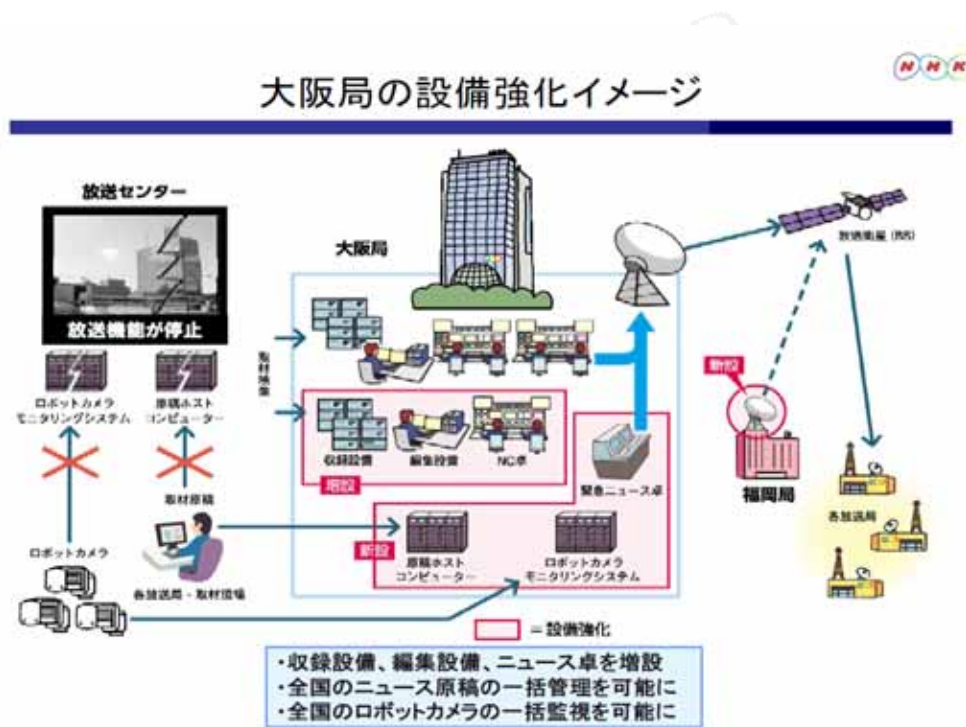 NHK
大阪局の設備強化イメージ
放送センター
放送機能が停止
ロボットカメラ
モニタリングシステム
原稿ホスト
コンピューター
取材原稿
ロボットカメラ
各放送局・取材現場
大阪局
取材映像
収録設備
編集設備
NC卓
増設
緊急ニュース卓
新設
原稿ホスト
コンピューター
ロボットカメラ
モニタリングシステム
放送衛星(BS)
新設
福岡局
各放送局
=設備強化
・収録設備、編集設備、ニュース卓を増設
・全国のニュース原稿の一括管理を可能に
・全国のロボットカメラの一括監視を可能に